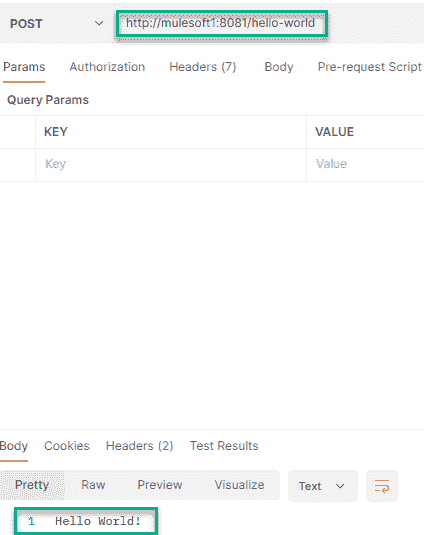 POST http://mulesoft1:8081/hello-world
Params Authorization Headers (7) Body Pre-request Script
Query Params
KEY VALUE
Key Value
Body Cookies Headers (2) Test Results
Pretty Raw Preview Visualize Text
1 Hello World!